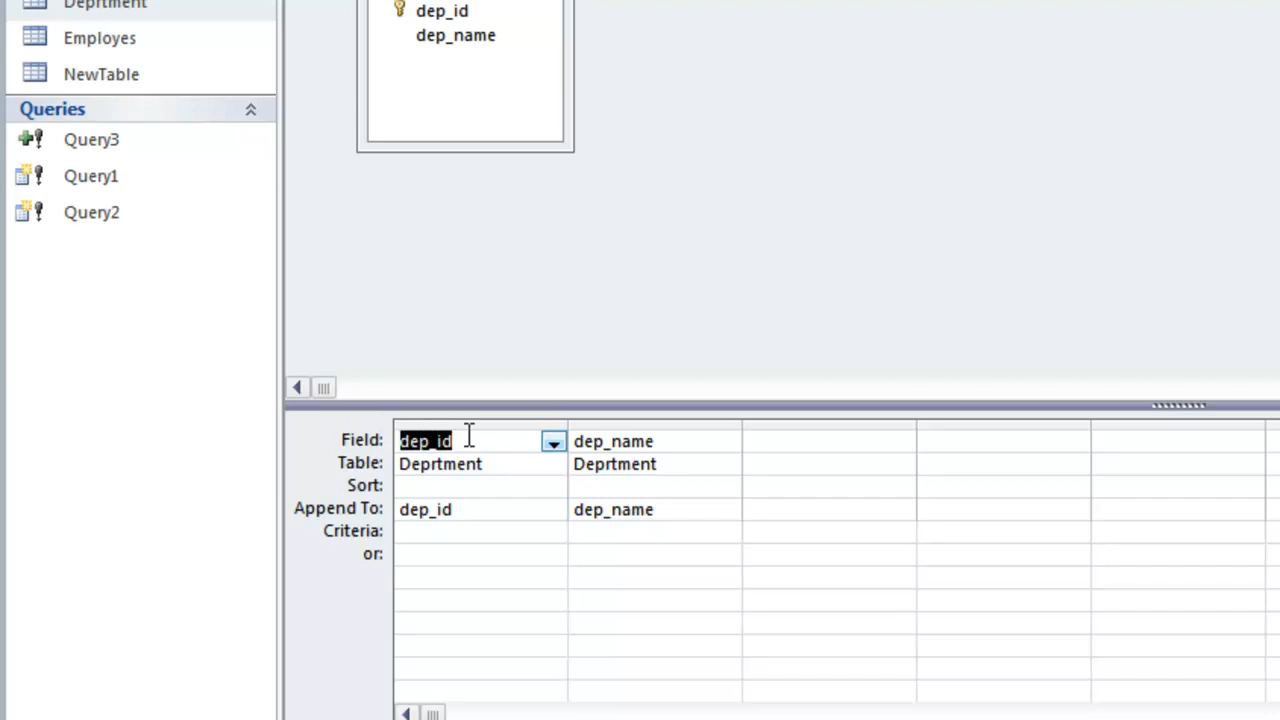 Deprtment
Employes
NewTable
Queries
Query3
Query1
Query2
dep_id
dep_name
Field: dep_id dep_name
Table: Deprtment Deprtment
Sort:
Append To: dep_id dep_name
Criteria:
or: